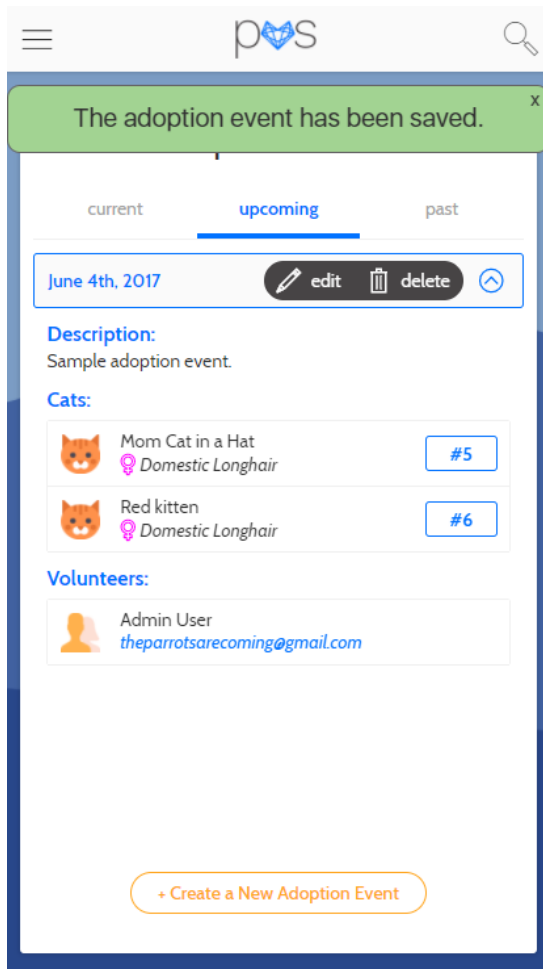 The adoption event has been saved.
x
current
upcoming
past
June 4th, 2017
edit
delete
Description:
Sample adoption event.
Cats:
Mom Cat in a Hat
Domestic Longhair
#5
Red kitten
Domestic Longhair
#6
Volunteers:
Admin User
theparrotsarecoming@gmail.com
+ Create a New Adoption Event